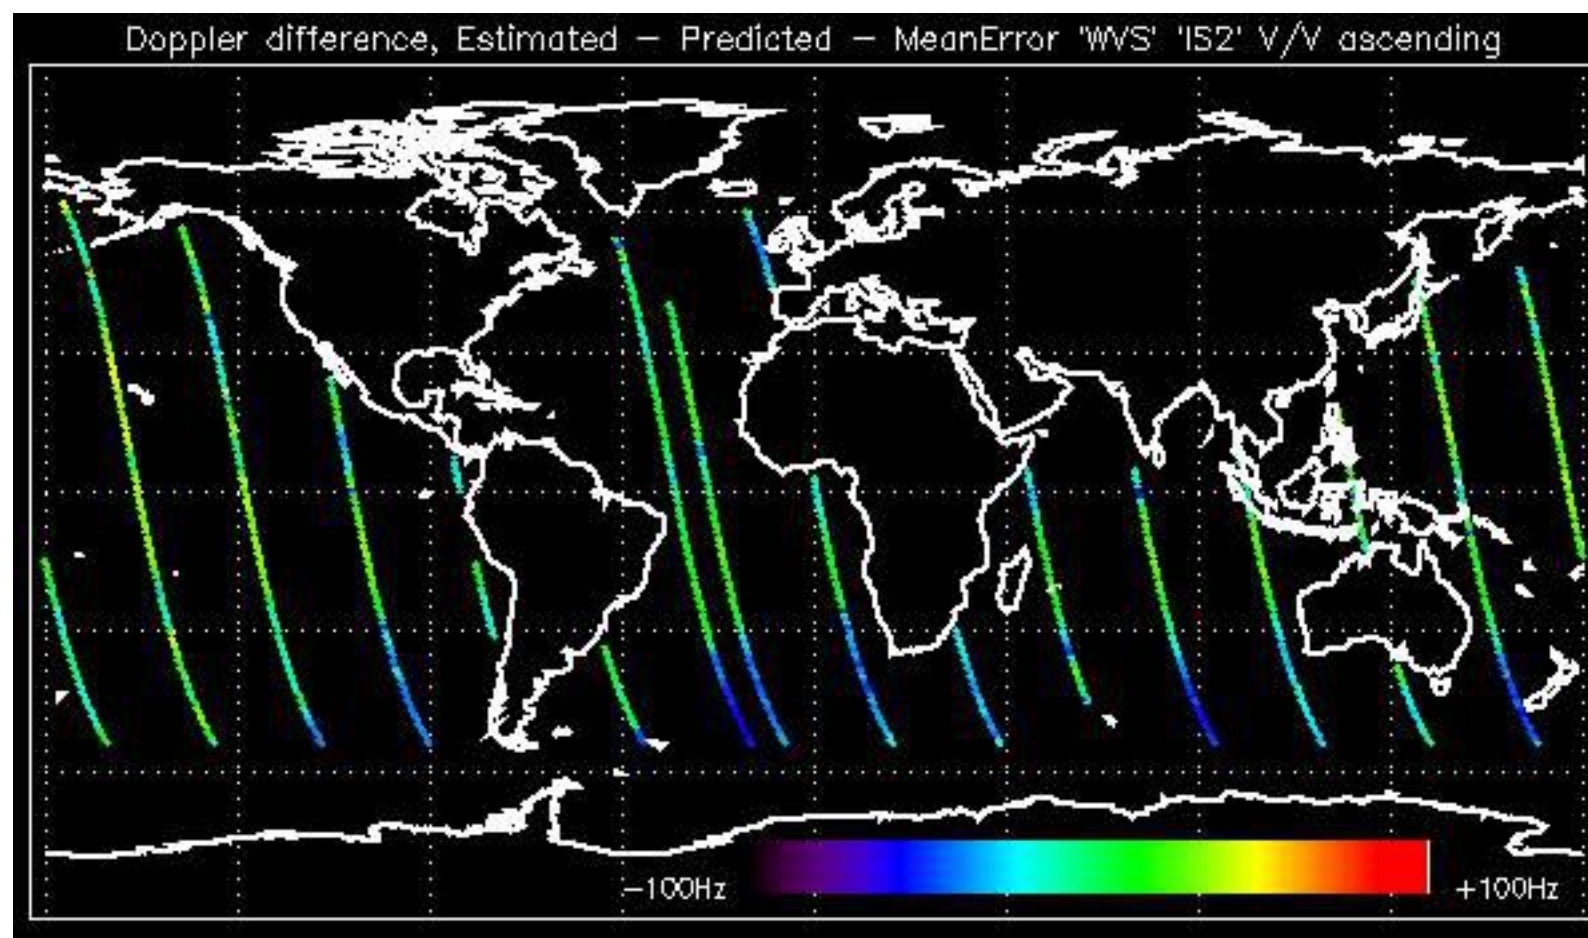 Doppler difference, Estimated – Predicted – MeanError 'WVS' 'IS2' V/V ascending
−100Hz +100Hz